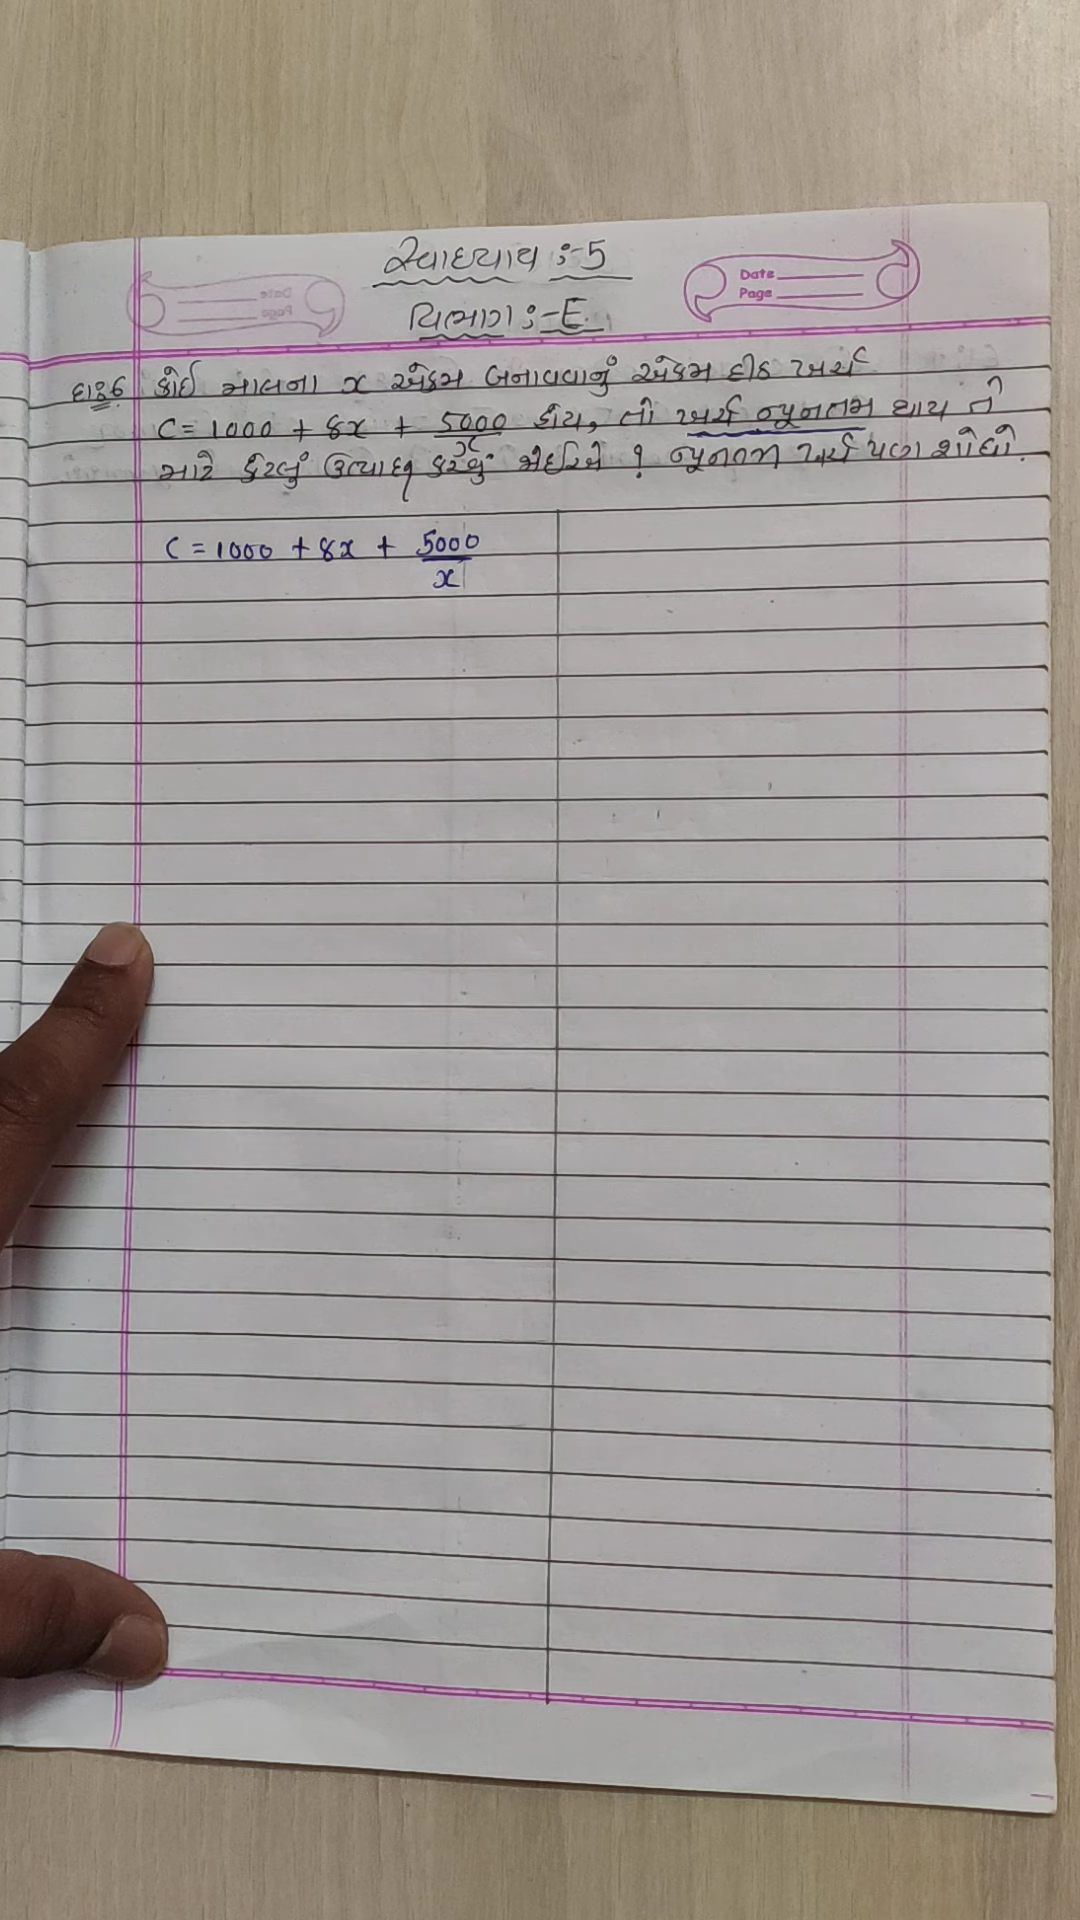 સ્વાધ્યાય :- 5
વિભાગ :- E
Date
Page
દા.6 કોઈ માલના x એકમ બનાવવાનું એકમ દીઠ ખર્ચ
C = 1000 + 8x + 5000/x હોય, તો ખર્ચ ન્યૂનતમ થાય તે
માટે કેટલું ઉત્પાદન કરવું જોઈએ ? ન્યૂનતમ ખર્ચ પણ શોધો.
C = 1000 + 8x + 5000/x